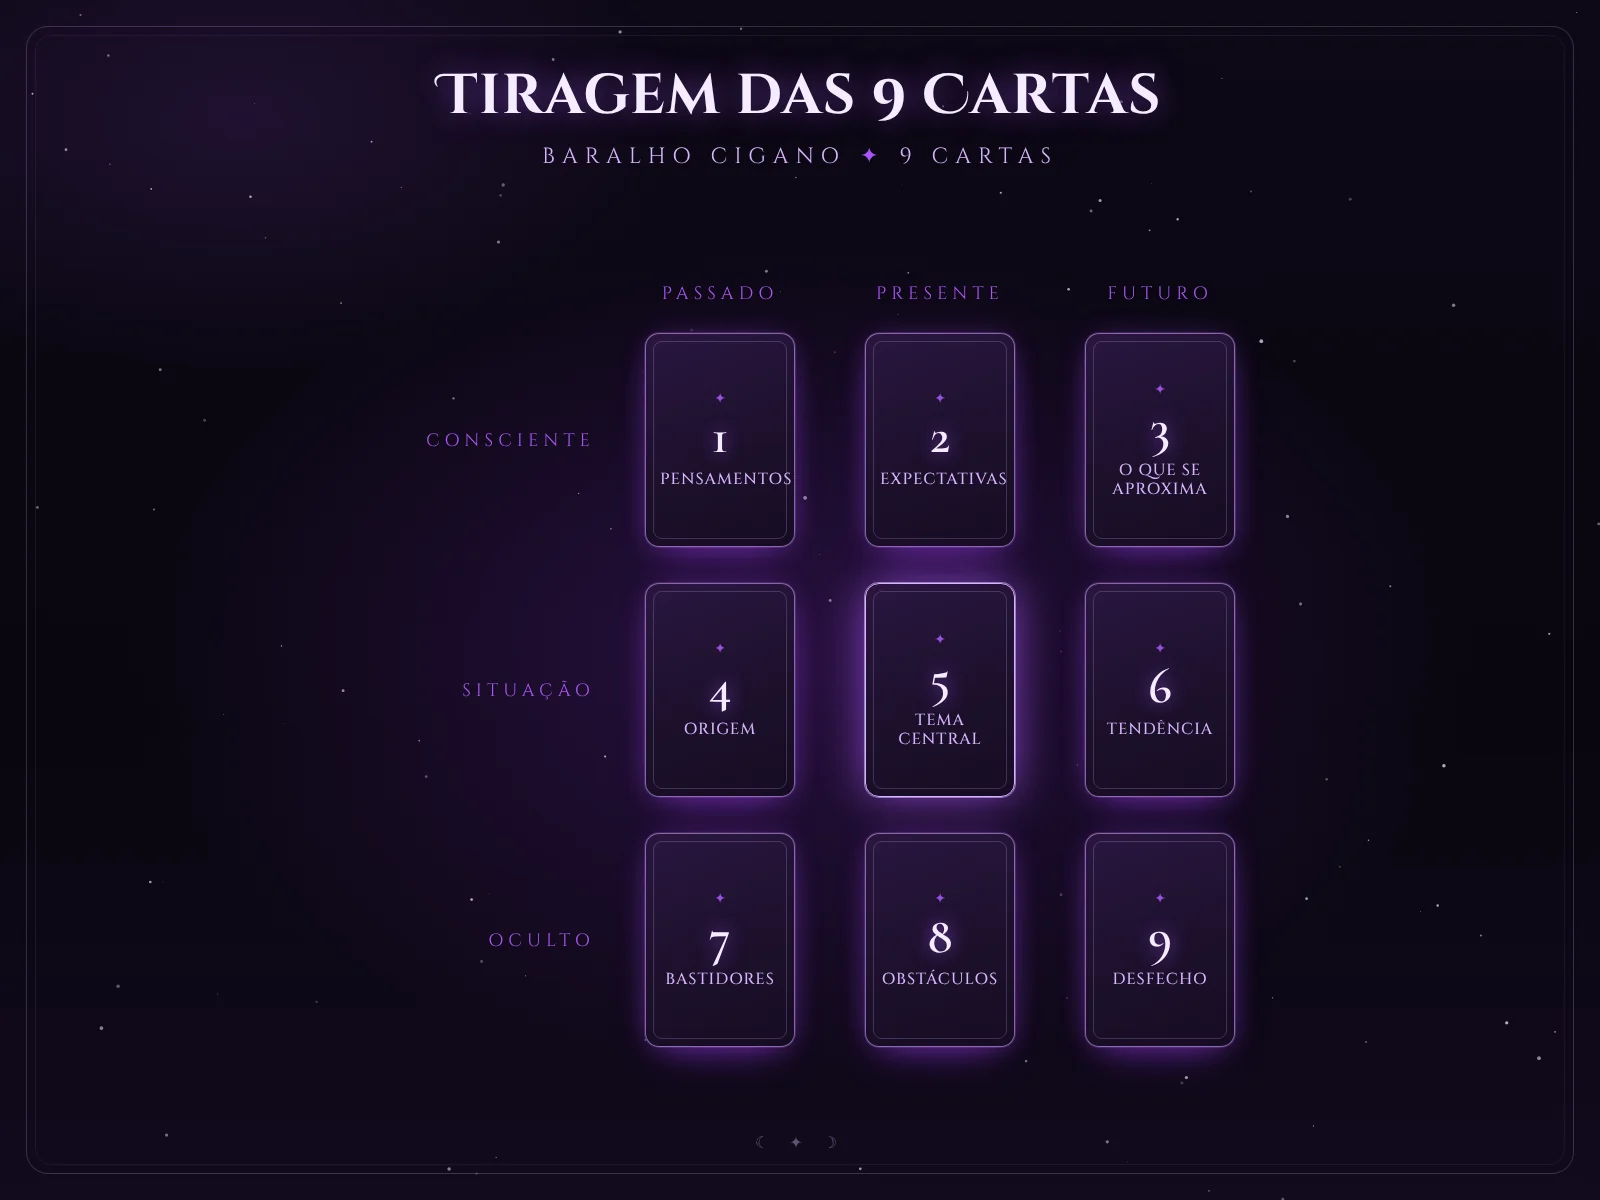 Tiragem das 9 Cartas
BARALHO CIGANO ✦ 9 CARTAS
PASSADO PRESENTE FUTURO
CONSCIENTE
1
PENSAMENTOS
2
EXPECTATIVAS
3
O QUE SE
APROXIMA
SITUAÇÃO
4
ORIGEM
5
TEMA
CENTRAL
6
TENDÊNCIA
OCULTO
7
BASTIDORES
8
OBSTÁCULOS
9
DESFECHO